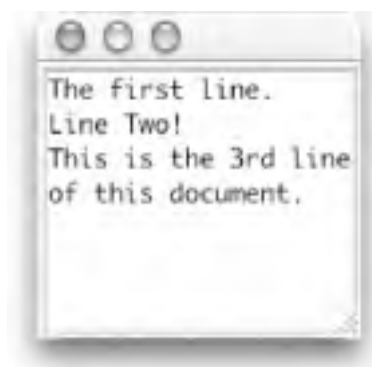 The first line.
Line Two!
This is the 3rd line
of this document.